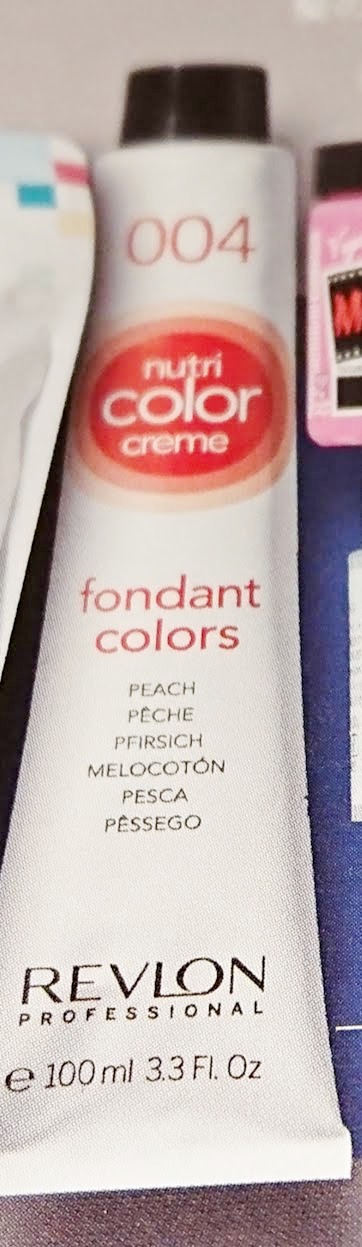 004
nutri
color
creme
fondant
colors
PEACH
PÊCHE
PFIRSICH
MELOCOTÓN
PESCA
PÊSSEGO
REVLON
PROFESSIONAL
e 100 ml 3.3 Fl. Oz